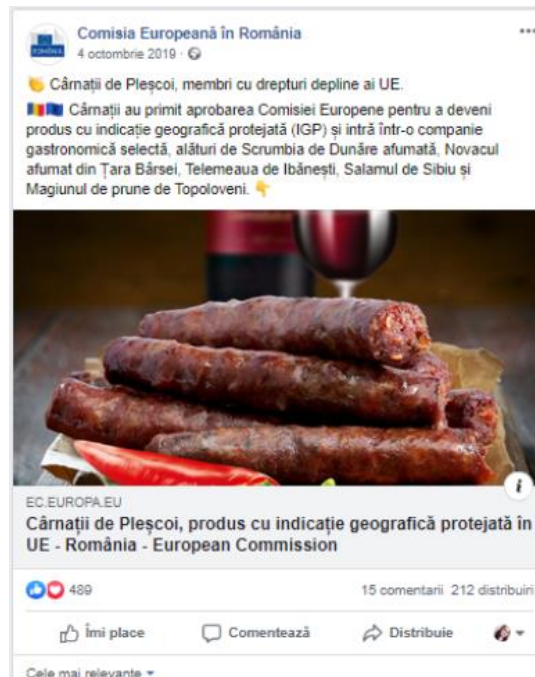 Comisia Europeană în România
4 octombrie 2019 ·
Cârnații de Pleșcoi, membri cu drepturi depline ai UE.
Cârnații au primit aprobarea Comisiei Europene pentru a deveni
produs cu indicație geografică protejată (IGP) și intră într-o companie
gastronomică selectă, alături de Scrumbia de Dunăre afumată, Novacul
afumat din Țara Bârsei, Telemeaua de Ibănești, Salamul de Sibiu și
Magiunul de prune de Topoloveni.
EC.EUROPA.EU
Cârnații de Pleșcoi, produs cu indicație geografică protejată în
UE - România - European Commission
489
15 comentarii 212 distribuiri
Îmi place Comentează Distribuie
Cele mai relevante